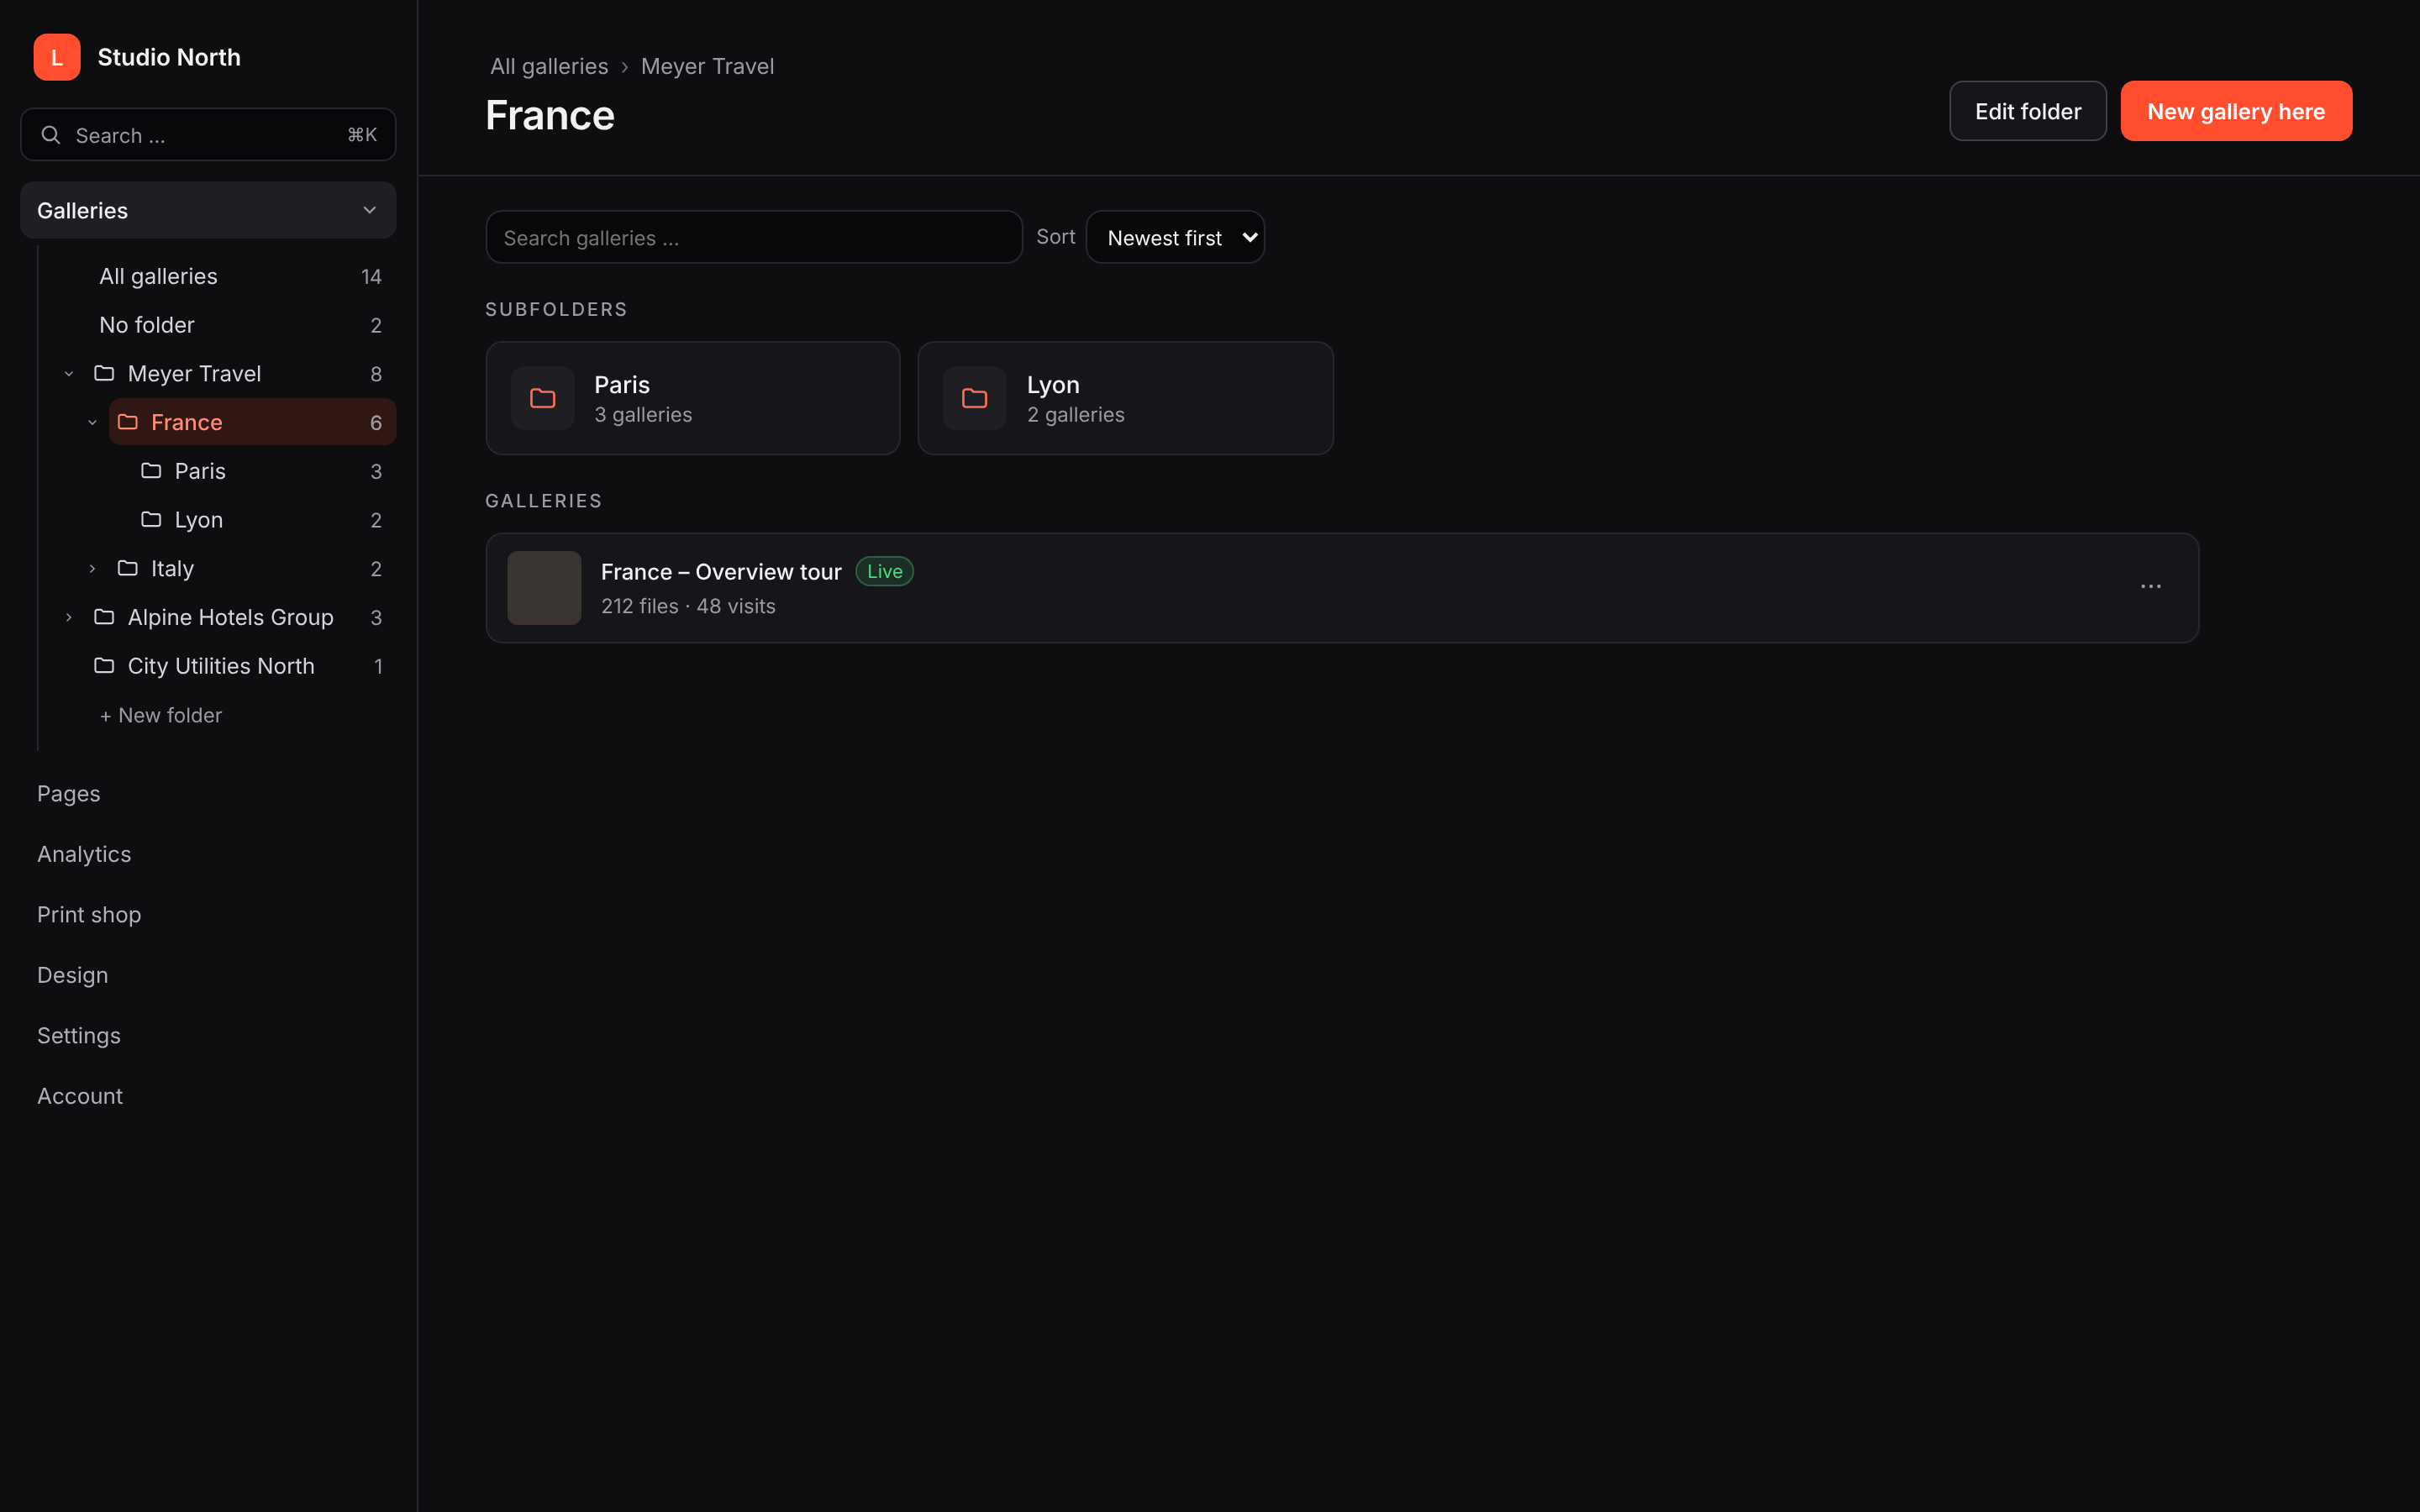 L Studio North
Search ... ⌘K
Galleries
All galleries 14
No folder 2
Meyer Travel 8
France 6
Paris 3
Lyon 2
Italy 2
Alpine Hotels Group 3
City Utilities North 1
+ New folder
Pages
Analytics
Print shop
Design
Settings
Account
All galleries › Meyer Travel
France
Edit folder
New gallery here
Search galleries ...
Sort
Newest first
SUBFOLDERS
Paris
3 galleries
Lyon
2 galleries
GALLERIES
France – Overview tour Live
212 files · 48 visits